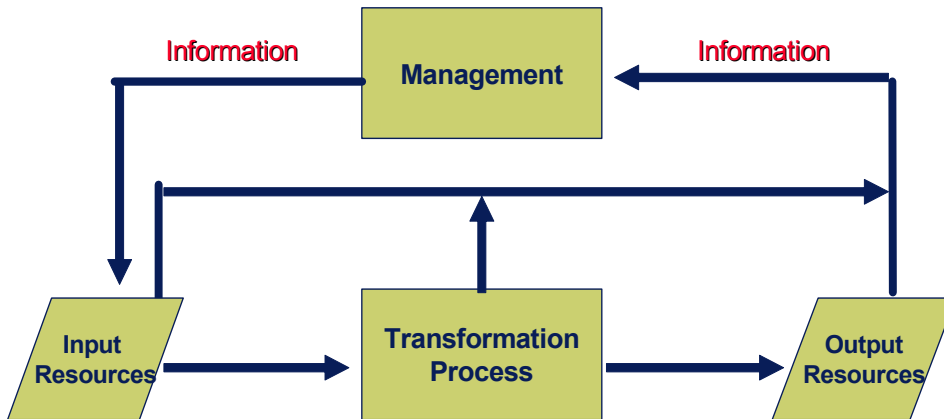 Information
Information
Management
Input
Resources
Transformation
Process
Output
Resources